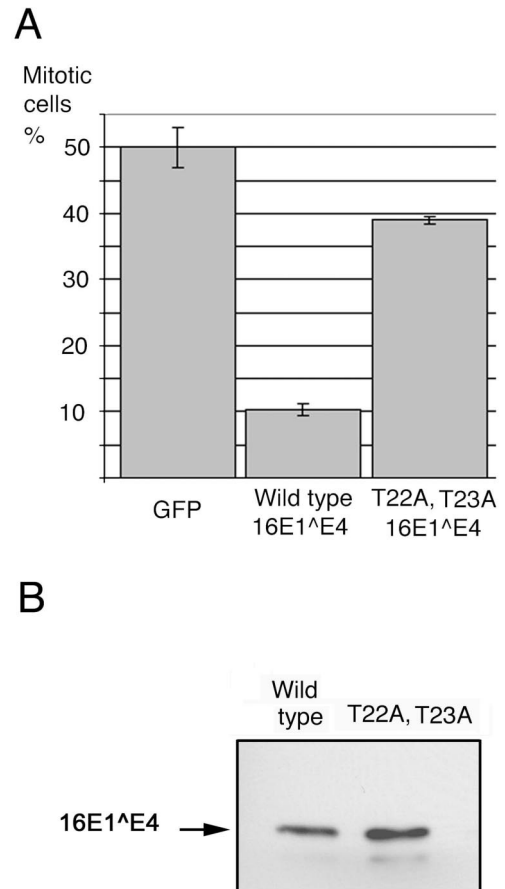 A
Mitotic
cells
%
50
40
30
20
10
GFP
Wild type
16E1^E4
T22A, T23A
16E1^E4
B
Wild
type
T22A, T23A
16E1^E4